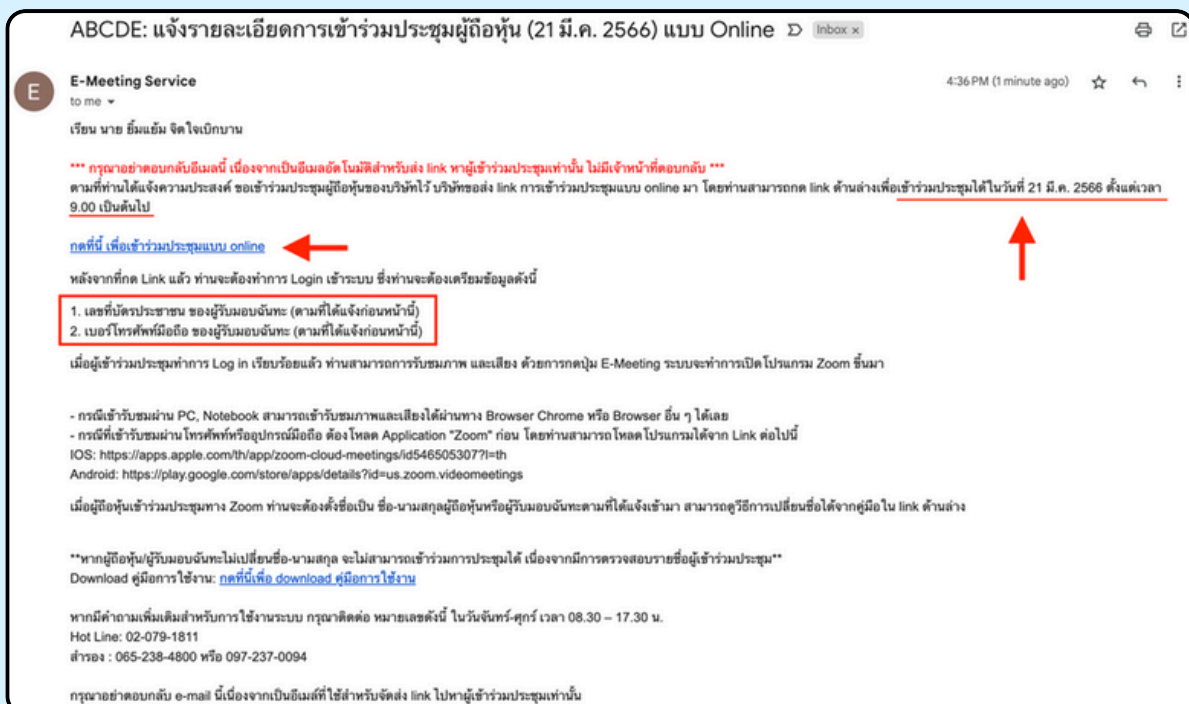 ABCDE: แจ้งรายละเอียดการเข้าร่วมประชุมผู้ถือหุ้น (21 มี.ค. 2566) แบบ Online Inbox x
E
E-Meeting Service
4:36 PM (1 minute ago)
to me
เรียน นาย ยิ้มแย้ม จิตใจเบิกบาน
*** กรุณาอย่าตอบกลับอีเมลนี้ เนื่องจากเป็นอีเมลอัตโนมัติสำหรับส่ง link หาผู้เข้าร่วมประชุมเท่านั้น ไม่มีเจ้าหน้าที่ตอบกลับ ***
ตามที่ท่านได้แจ้งความประสงค์ ขอเข้าร่วมประชุมผู้ถือหุ้นของบริษัทไว้ บริษัทขอส่ง link การเข้าร่วมประชุมแบบ online มา โดยท่านสามารถกด link ด้านล่างเพื่อเข้าร่วมประชุมได้ในวันที่ 21 มี.ค. 2566 ตั้งแต่เวลา
9.00 เป็นต้นไป
กดที่นี้ เพื่อเข้าร่วมประชุมแบบ online
หลังจากที่กด Link แล้ว ท่านจะต้องทำการ Login เข้าระบบ ซึ่งท่านจะต้องเตรียมข้อมูลดังนี้
1. เลขที่บัตรประชาชน ของผู้รับมอบฉันทะ (ตามที่ได้แจ้งก่อนหน้านี้)
2. เบอร์โทรศัพท์มือถือ ของผู้รับมอบฉันทะ (ตามที่ได้แจ้งก่อนหน้านี้)
เมื่อผู้เข้าร่วมประชุมทำการ Log in เรียบร้อยแล้ว ท่านสามารถการรับชมภาพ และเสียง ด้วยการกดปุ่ม E-Meeting ระบบจะทำการเปิดโปรแกรม Zoom ขึ้นมา
- กรณีเข้ารับชมผ่าน PC, Notebook สามารถเข้ารับชมภาพและเสียงได้ผ่านทาง Browser Chrome หรือ Browser อื่น ๆ ได้เลย
- กรณีที่เข้ารับชมผ่านโทรศัพท์หรืออุปกรณ์มือถือ ต้องโหลด Application "Zoom" ก่อน โดยท่านสามารถโหลดโปรแกรมได้จาก Link ต่อไปนี้
IOS: https://apps.apple.com/th/app/zoom-cloud-meetings/id546505307?l=th
Android: https://play.google.com/store/apps/details?id=us.zoom.videomeetings
เมื่อผู้ถือหุ้นเข้าร่วมประชุมทาง Zoom ท่านจะต้องตั้งชื่อเป็น ชื่อ-นามสกุลผู้ถือหุ้นหรือผู้รับมอบฉันทะตามที่ได้แจ้งเข้ามา สามารถดูวีธีการเปลี่ยนชื่อได้จากคู่มือใน link ด้านล่าง
**หากผู้ถือหุ้น/ผู้รับมอบฉันทะไม่เปลี่ยนชื่อ-นามสกุล จะไม่สามารถเข้าร่วมการประชุมได้ เนื่องจากมีการตรวจสอบรายชื่อผู้เข้าร่วมประชุม**
Download คู่มือการใช้งาน: กดที่นี้เพื่อ download คู่มือการใช้งาน
หากมีคำถามเพิ่มเติมสำหรับการใช้งานระบบ กรุณาติดต่อ หมายเลขดังนี้ ในวันจันทร์-ศุกร์ เวลา 08.30 – 17.30 น.
Hot Line: 02-079-1811
สำรอง : 065-238-4800 หรือ 097-237-0094
กรุณาอย่าตอบกลับ e-mail นี้เนื่องจากเป็นอีเมล์ที่ใช้สำหรับจัดส่ง link ไปหาผู้เข้าร่วมประชุมเท่านั้น